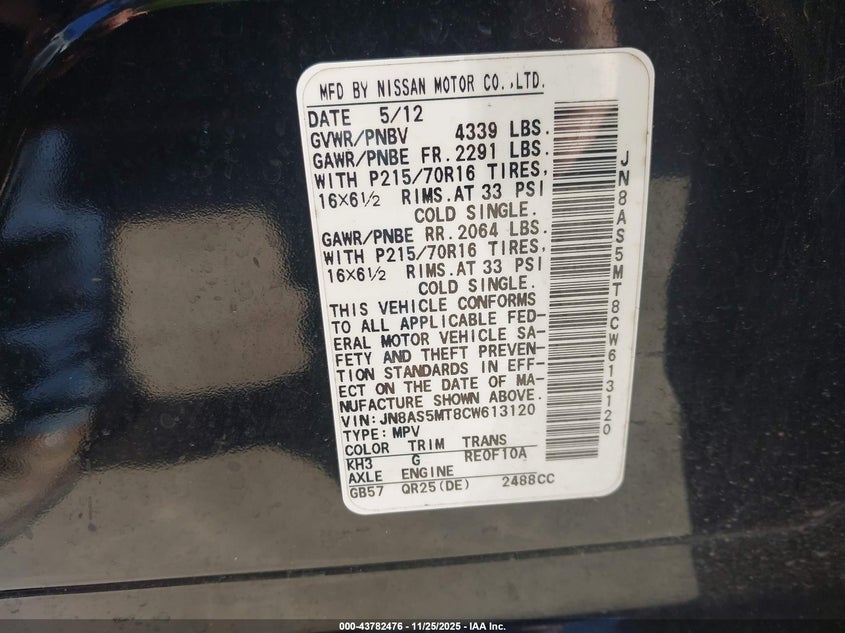 MFD BY NISSAN MOTOR CO.,LTD.
DATE 5/12
GVWR/PNBV 4339 LBS.
GAWR/PNBE FR.2291 LBS.
WITH P215/70R16 TIRES,
16×6½ RIMS.AT 33 PSI
COLD SINGLE.
GAWR/PNBE RR.2064 LBS.
WITH P215/70R16 TIRES,
16×6½ RIMS.AT 33 PSI
COLD SINGLE.
THIS VEHICLE CONFORMS
TO ALL APPLICABLE FED-
ERAL MOTOR VEHICLE SA-
FETY AND THEFT PREVEN-
TION STANDARDS IN EFF-
ECT ON THE DATE OF MA-
NUFACTURE SHOWN ABOVE.
VIN:JN8AS5MT8CW613120
TYPE:MPV
COLOR TRIM TRANS
KH3 G RE0F10A
AXLE ENGINE
GB57 QR25(DE) 2488CC
JN8AS5MT8CW613120
000-43782476 - 11/25/2025 - IAA Inc.